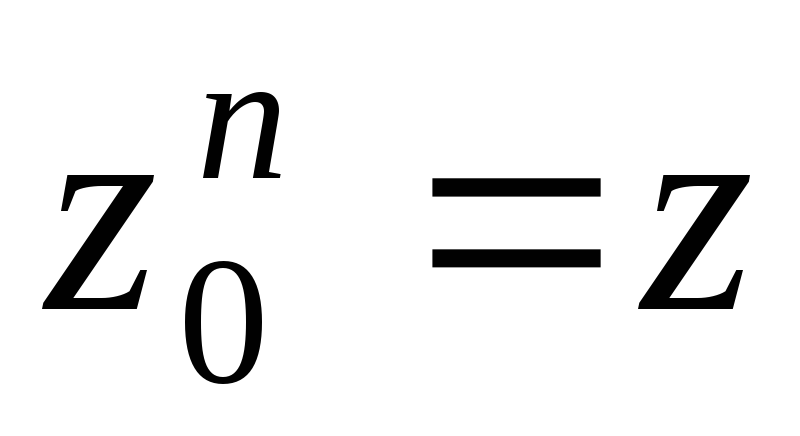 z₀ⁿ = z